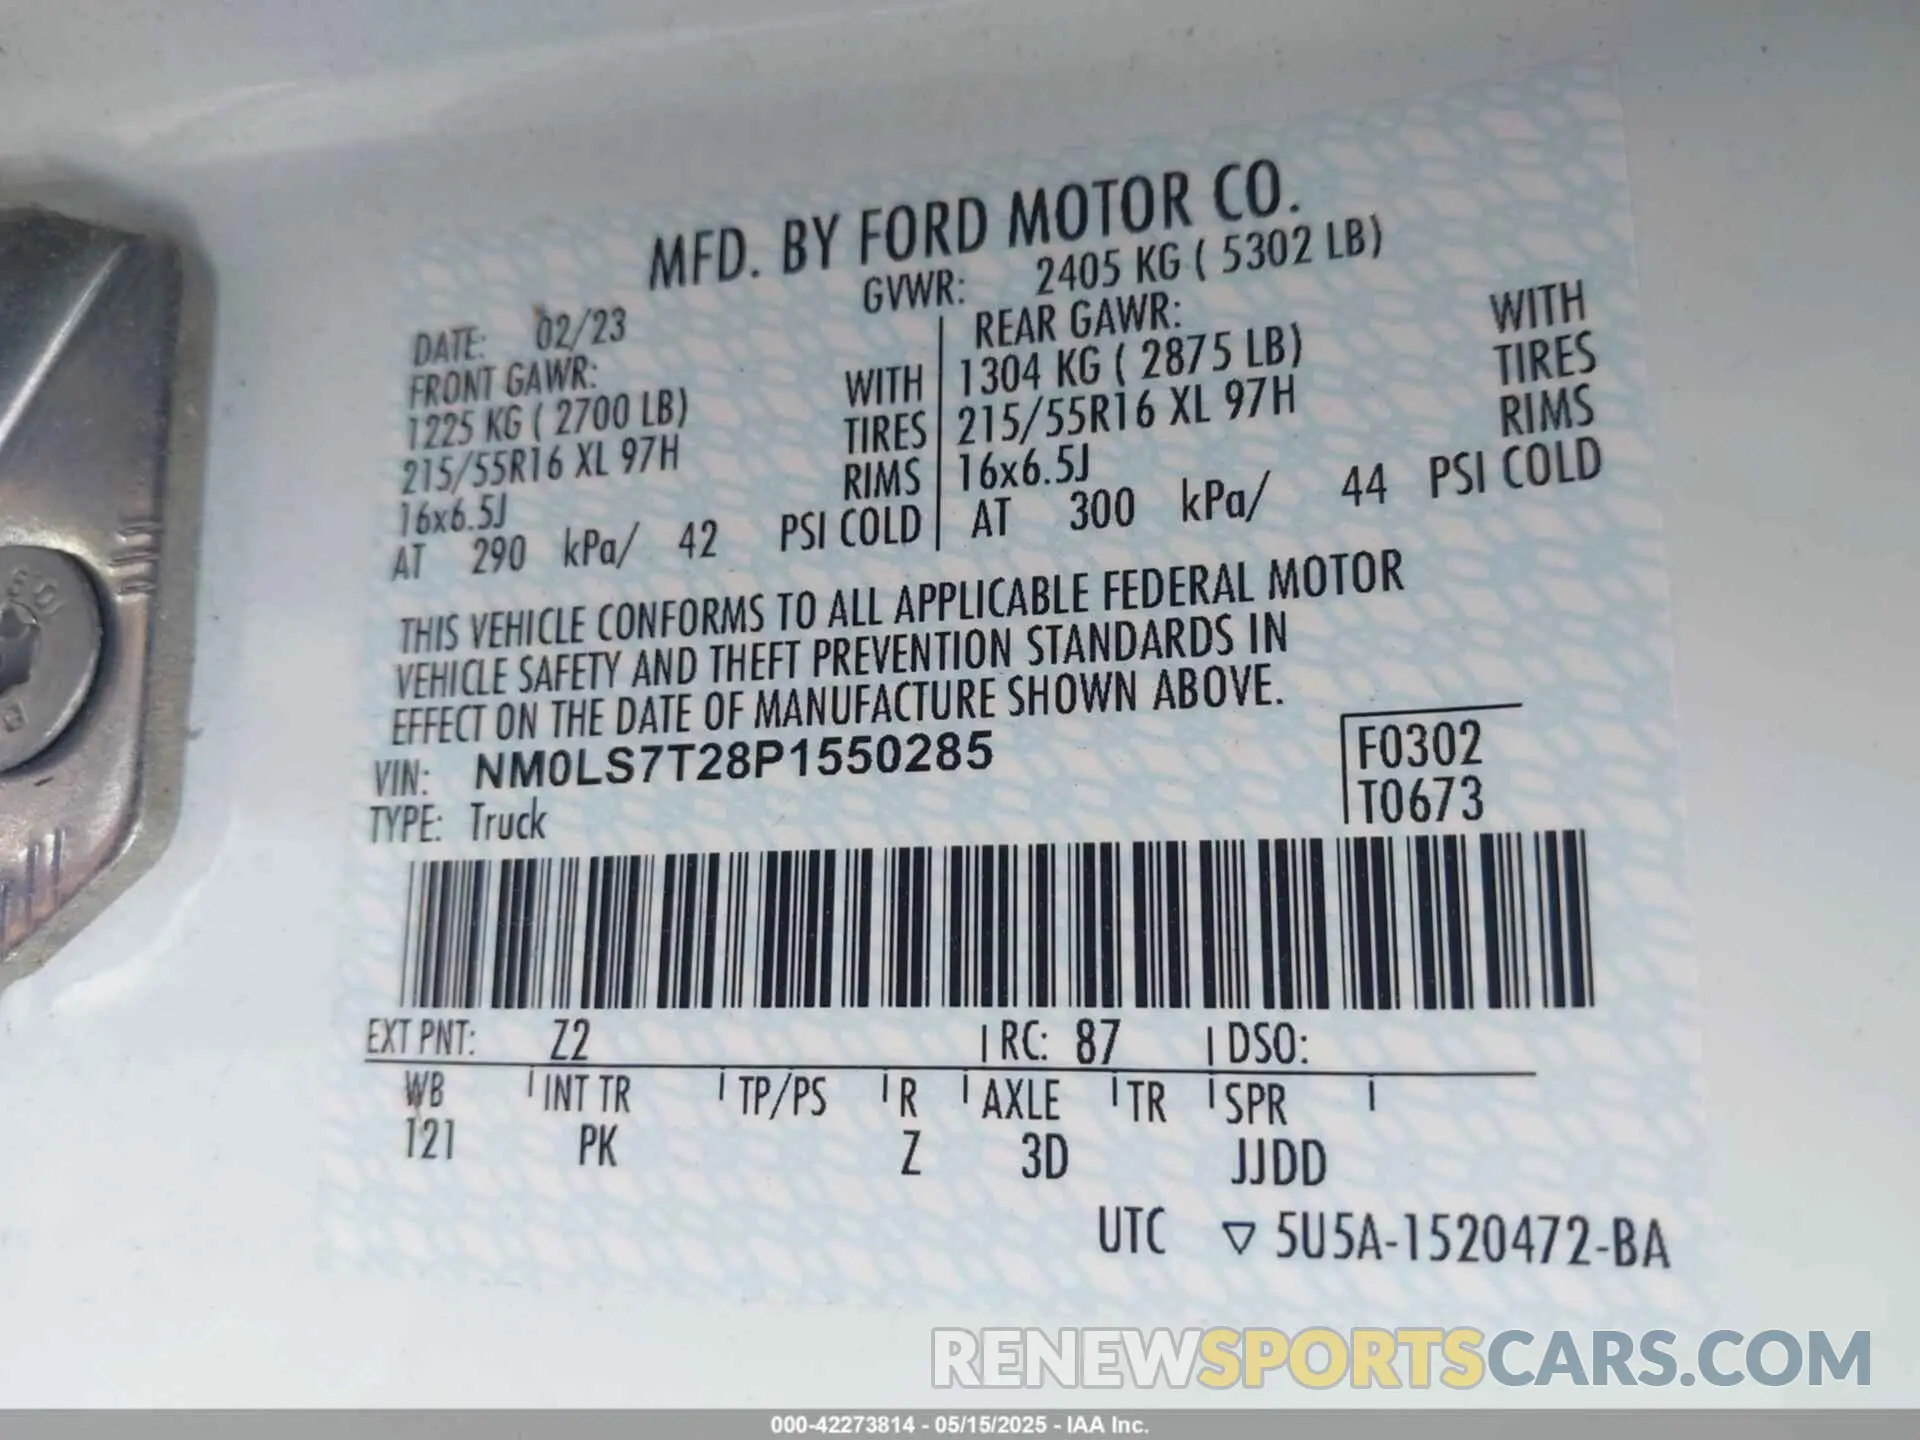 MFD. BY FORD MOTOR CO.
DATE: 02/23 GVWR: 2405 KG ( 5302 LB)
FRONT GAWR: REAR GAWR:
1225 KG ( 2700 LB) WITH 1304 KG ( 2875 LB) WITH
215/55R16 XL 97H TIRES 215/55R16 XL 97H TIRES
16x6.5J RIMS 16x6.5J RIMS
AT 290 kPa/ 42 PSI COLD AT 300 kPa/ 44 PSI COLD
THIS VEHICLE CONFORMS TO ALL APPLICABLE FEDERAL MOTOR
VEHICLE SAFETY AND THEFT PREVENTION STANDARDS IN
EFFECT ON THE DATE OF MANUFACTURE SHOWN ABOVE.
VIN: NM0LS7T28P1550285 F0302
TYPE: Truck T0673
EXT PNT: Z2 RC: 87 DSO:
WB INT TR TP/PS R AXLE TR SPR
121 PK Z 3D JJDD
UTC ▽ 5U5A-1520472-BA
RENEWSPORTSCARS.COM
000-42273814 - 05/15/2025 - IAA Inc.